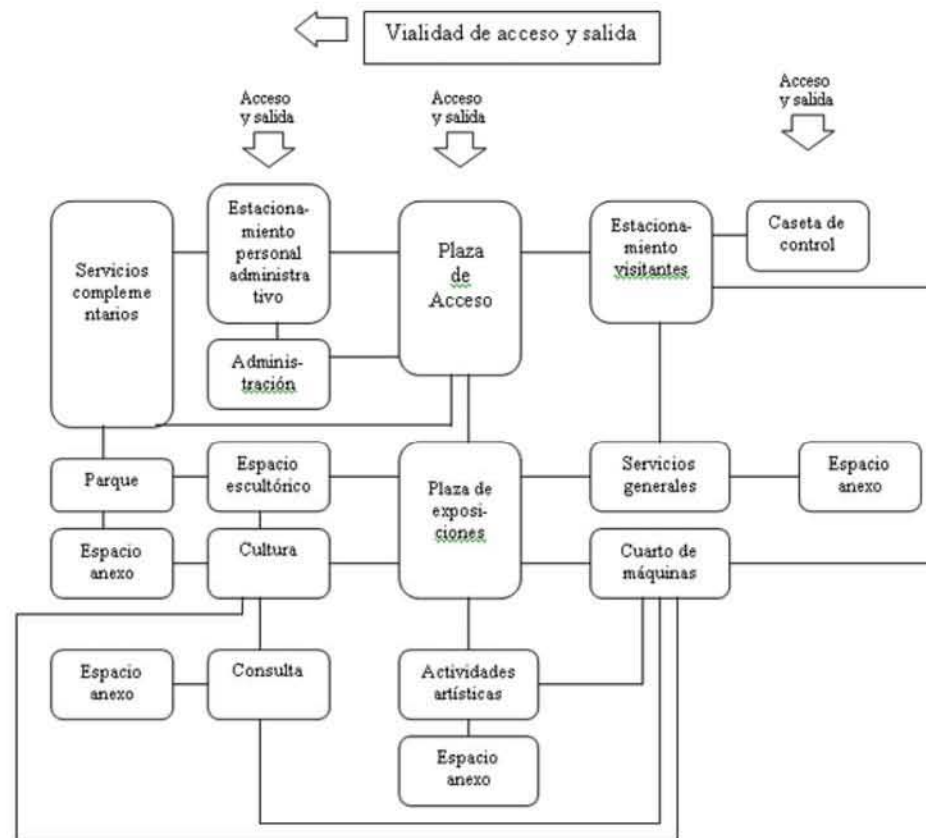 Vialidad de acceso y salida
Acceso
y salida
Acceso
y salida
Acceso
y salida
Servicios
compleme
ntarios
Estaciona-
miento
personal
administra
tivo
Plaza
de
Acceso
Estaciona-
miento
visitantes
Caseta de
control
Adminis-
tración
Parque
Espacio
escultórico
Plaza de
exposi-
ciones
Servicios
generales
Espacio
anexo
Espacio
anexo
Cultura
Cuarto de
máquinas
Espacio
anexo
Consulta
Actividades
artísticas
Espacio
anexo